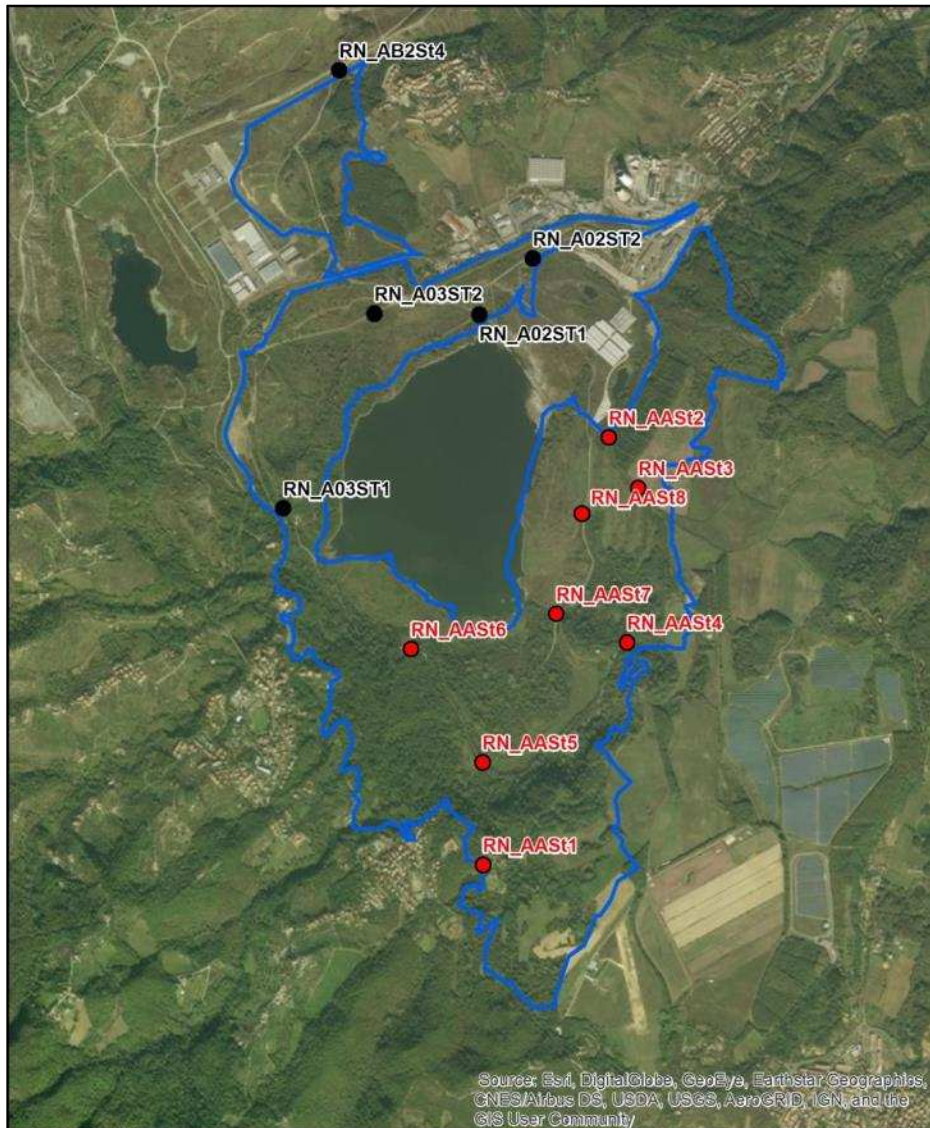 RN_AB2St4
RN_A02ST2
RN_A03ST2
RN_A02ST1
RN_AASt2
RN_AASt3
RN_A03ST1
RN_AASt8
RN_AASt7
RN_AASt4
RN_AASt6
RN_AASt5
RN_AASt1
Source: Esri, DigitalGlobe, GeoEye, Earthstar Geographics,
CNES/Airbus DS, USDA, USGS, AeroGRID, IGN, and the
GIS User Community